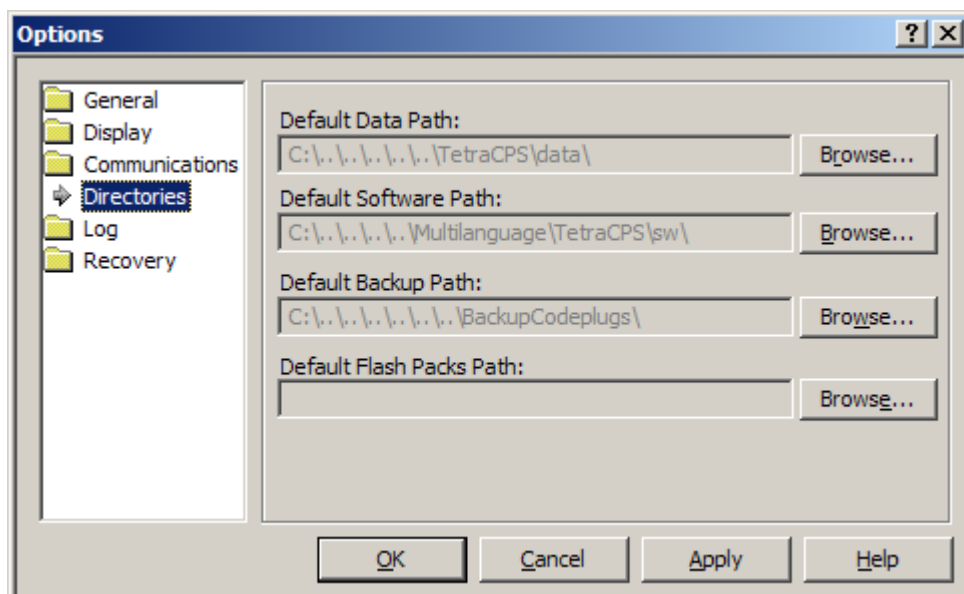 Options
General
Display
Communications
Directories
Log
Recovery
Default Data Path:
C:\..\..\..\..\..\TetraCPS\data\
Browse...
Default Software Path:
C:\..\..\..\..\Multilanguage\TetraCPS\sw\
Browse...
Default Backup Path:
C:\..\..\..\..\..\..\BackupCodeplugs\
Browse...
Default Flash Packs Path:
Browse...
OK
Cancel
Apply
Help